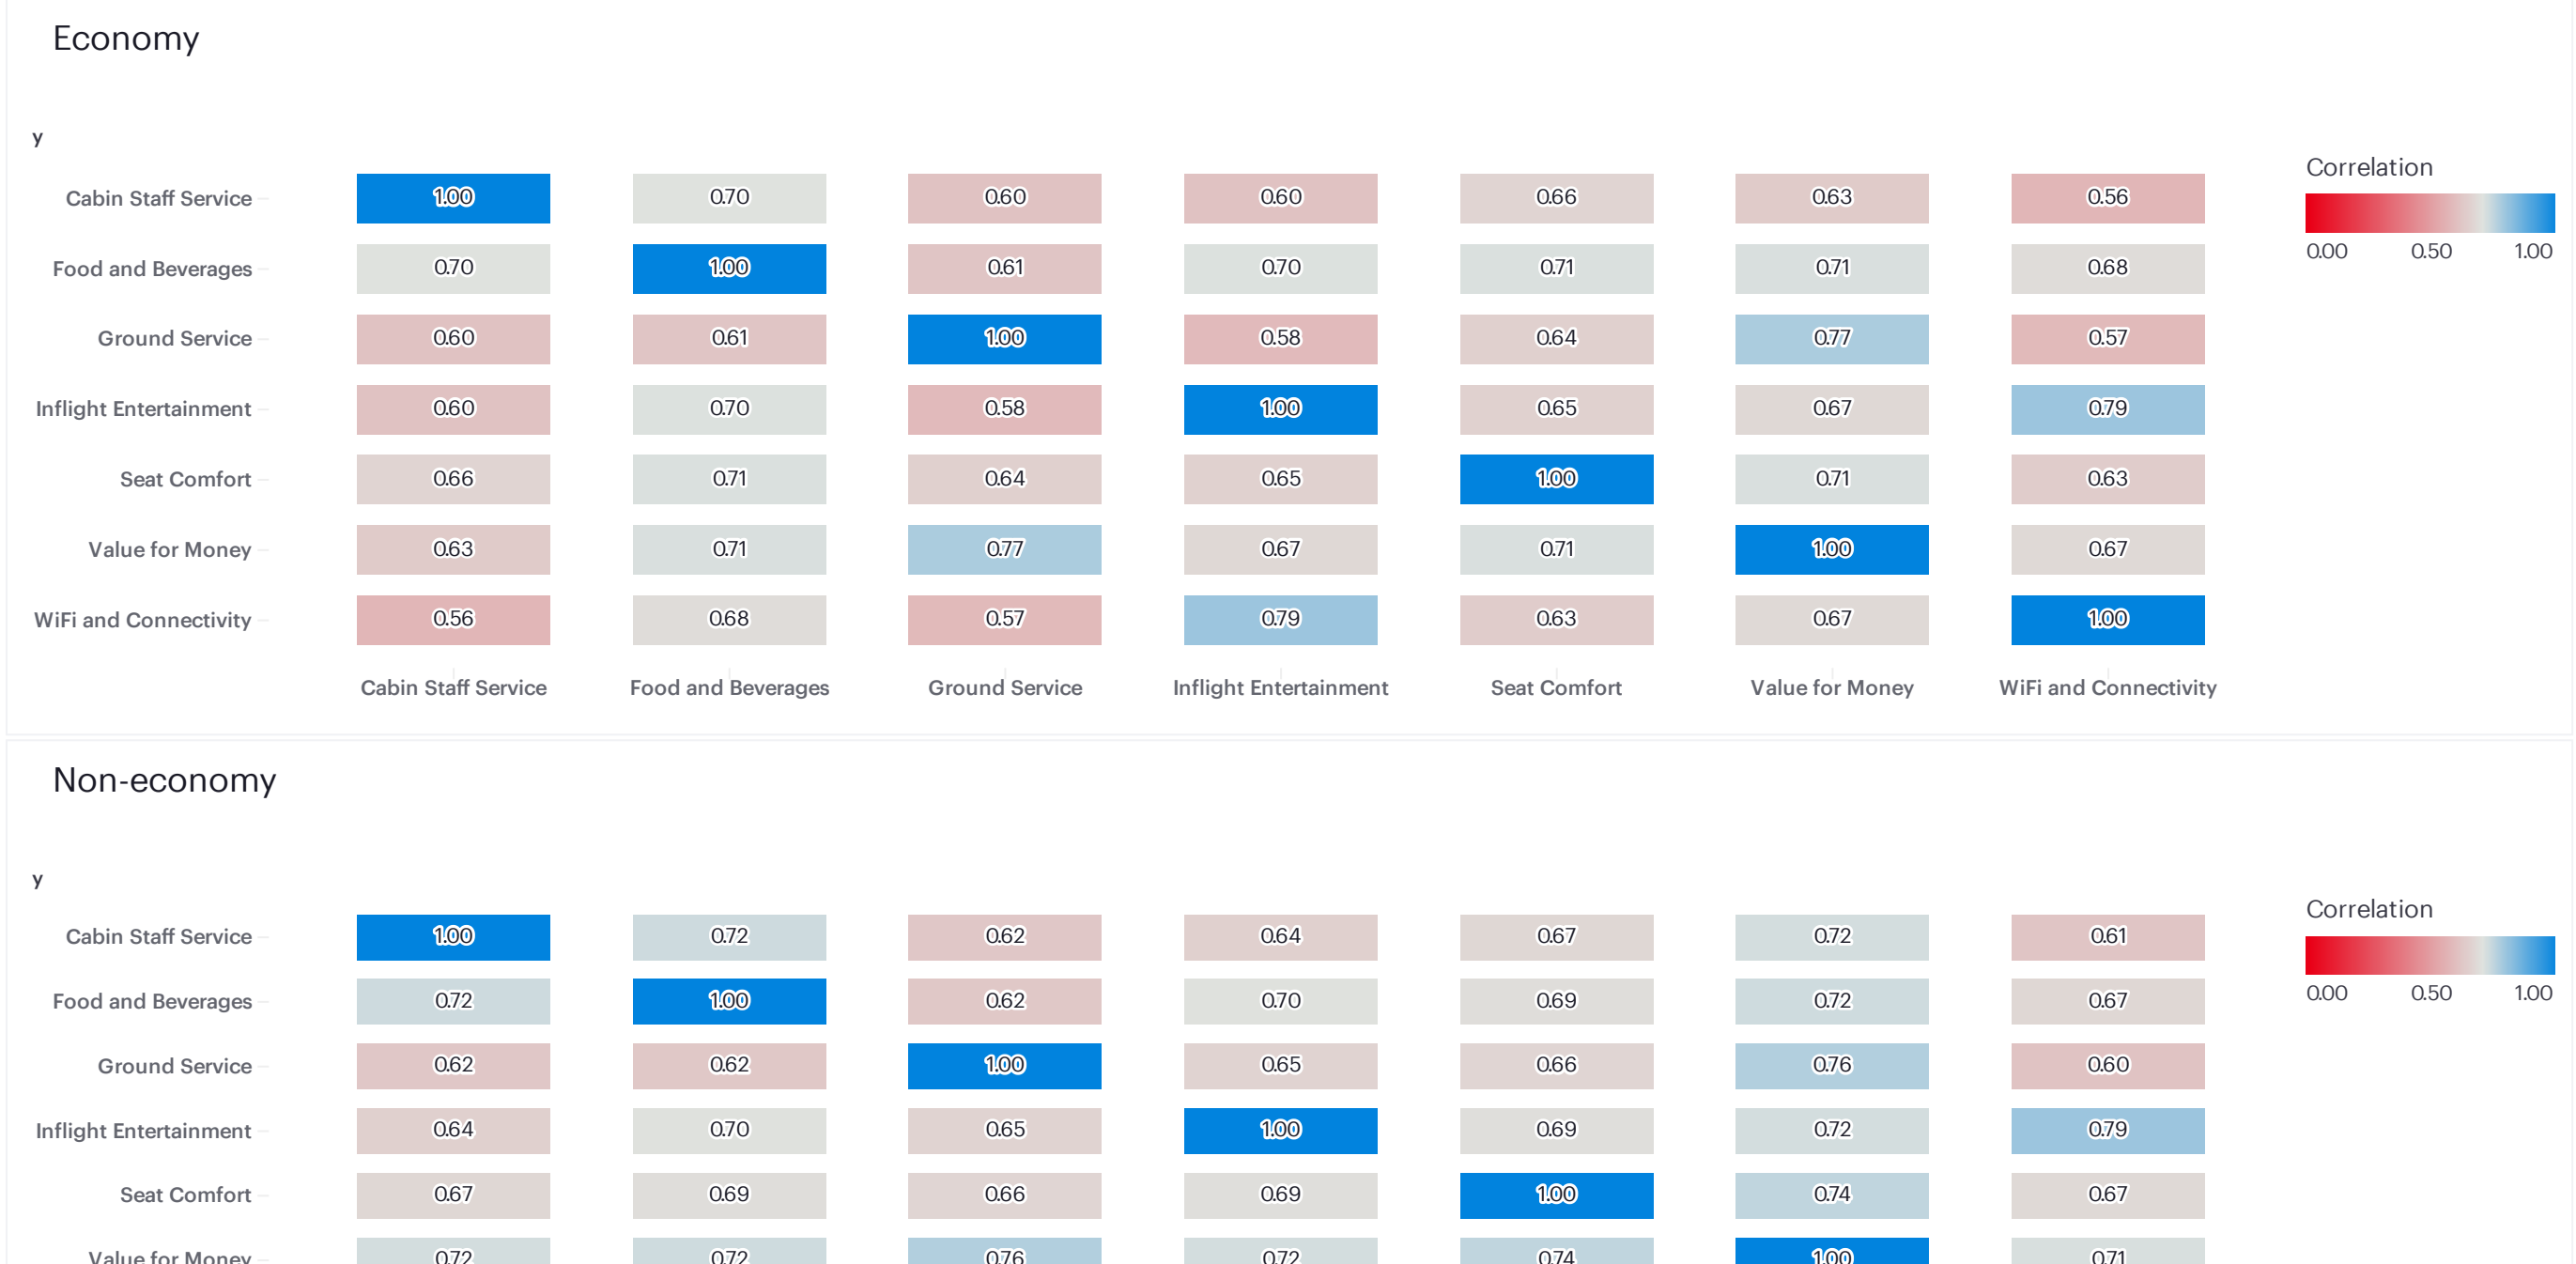 Economy
y
Correlation
0.00 0.50 1.00
Cabin Staff Service 1.00 0.70 0.60 0.60 0.66 0.63 0.56
Food and Beverages 0.70 1.00 0.61 0.70 0.71 0.71 0.68
Ground Service 0.60 0.61 1.00 0.58 0.64 0.77 0.57
Inflight Entertainment 0.60 0.70 0.58 1.00 0.65 0.67 0.79
Seat Comfort 0.66 0.71 0.64 0.65 1.00 0.71 0.63
Value for Money 0.63 0.71 0.77 0.67 0.71 1.00 0.67
WiFi and Connectivity 0.56 0.68 0.57 0.79 0.63 0.67 1.00
Cabin Staff Service Food and Beverages Ground Service Inflight Entertainment Seat Comfort Value for Money WiFi and Connectivity
Non-economy
y
Correlation
0.00 0.50 1.00
Cabin Staff Service 1.00 0.72 0.62 0.64 0.67 0.72 0.61
Food and Beverages 0.72 1.00 0.62 0.70 0.69 0.72 0.67
Ground Service 0.62 0.62 1.00 0.65 0.66 0.76 0.60
Inflight Entertainment 0.64 0.70 0.65 1.00 0.69 0.72 0.79
Seat Comfort 0.67 0.69 0.66 0.69 1.00 0.74 0.67
Value for Money 0.72 0.72 0.76 0.72 0.74 1.00 0.71